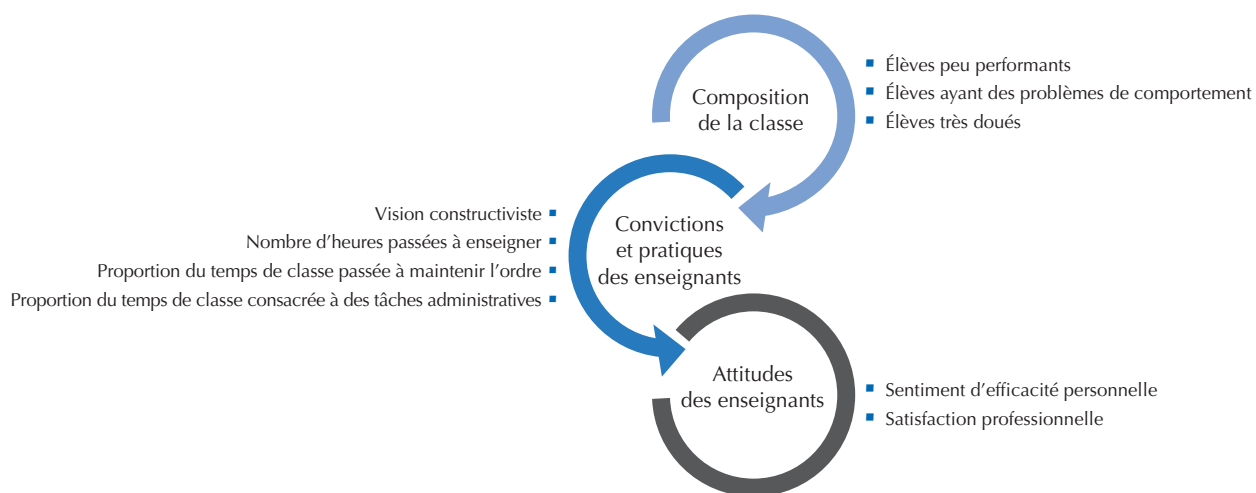 Composition
de la classe
▪ Élèves peu performants
▪ Élèves ayant des problèmes de comportement
▪ Élèves très doués
Vision constructiviste ▪
Nombre d’heures passées à enseigner ▪
Proportion du temps de classe passée à maintenir l’ordre ▪
Proportion du temps de classe consacrée à des tâches administratives ▪
Convictions
et pratiques
des enseignants
Attitudes
des enseignants
▪ Sentiment d’efficacité personnelle
▪ Satisfaction professionnelle